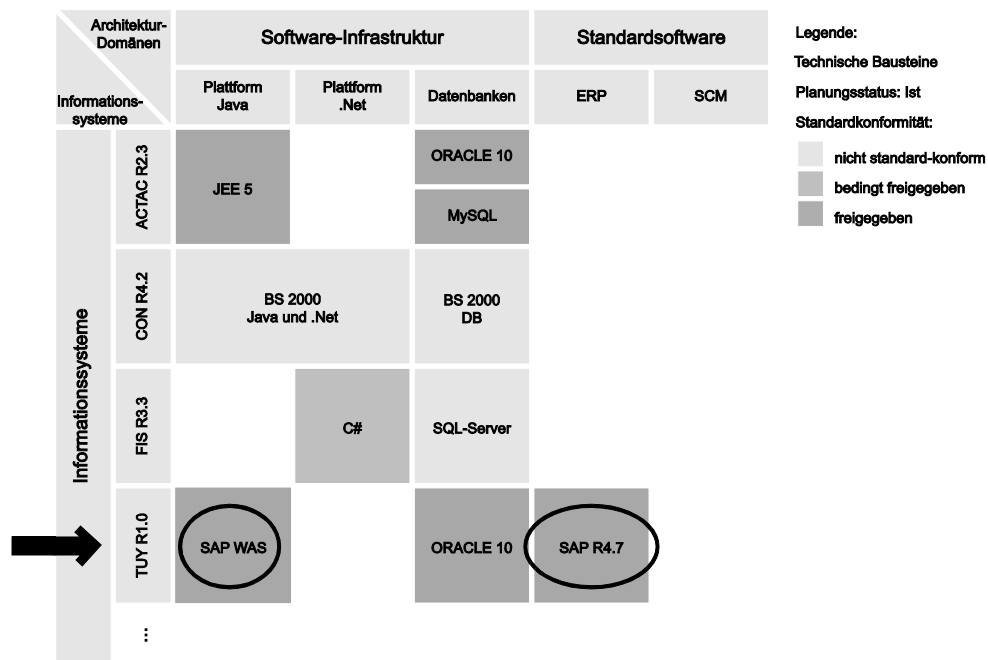 Architektur-
Domänen
Informations-
systeme
Software-Infrastruktur
Standardsoftware
Plattform
Java
Plattform
.Net
Datenbanken
ERP
SCM
Informationssysteme
ACTAC R2.3
JEE 5
ORACLE 10
MySQL
CON R4.2
BS 2000
Java und .Net
BS 2000
DB
FIS R3.3
C#
SQL-Server
TUY R1.0
SAP WAS
ORACLE 10
SAP R4.7
...
Legende:
Technische Bausteine
Planungsstatus: Ist
Standardkonformität:
nicht standard-konform
bedingt freigegeben
freigegeben